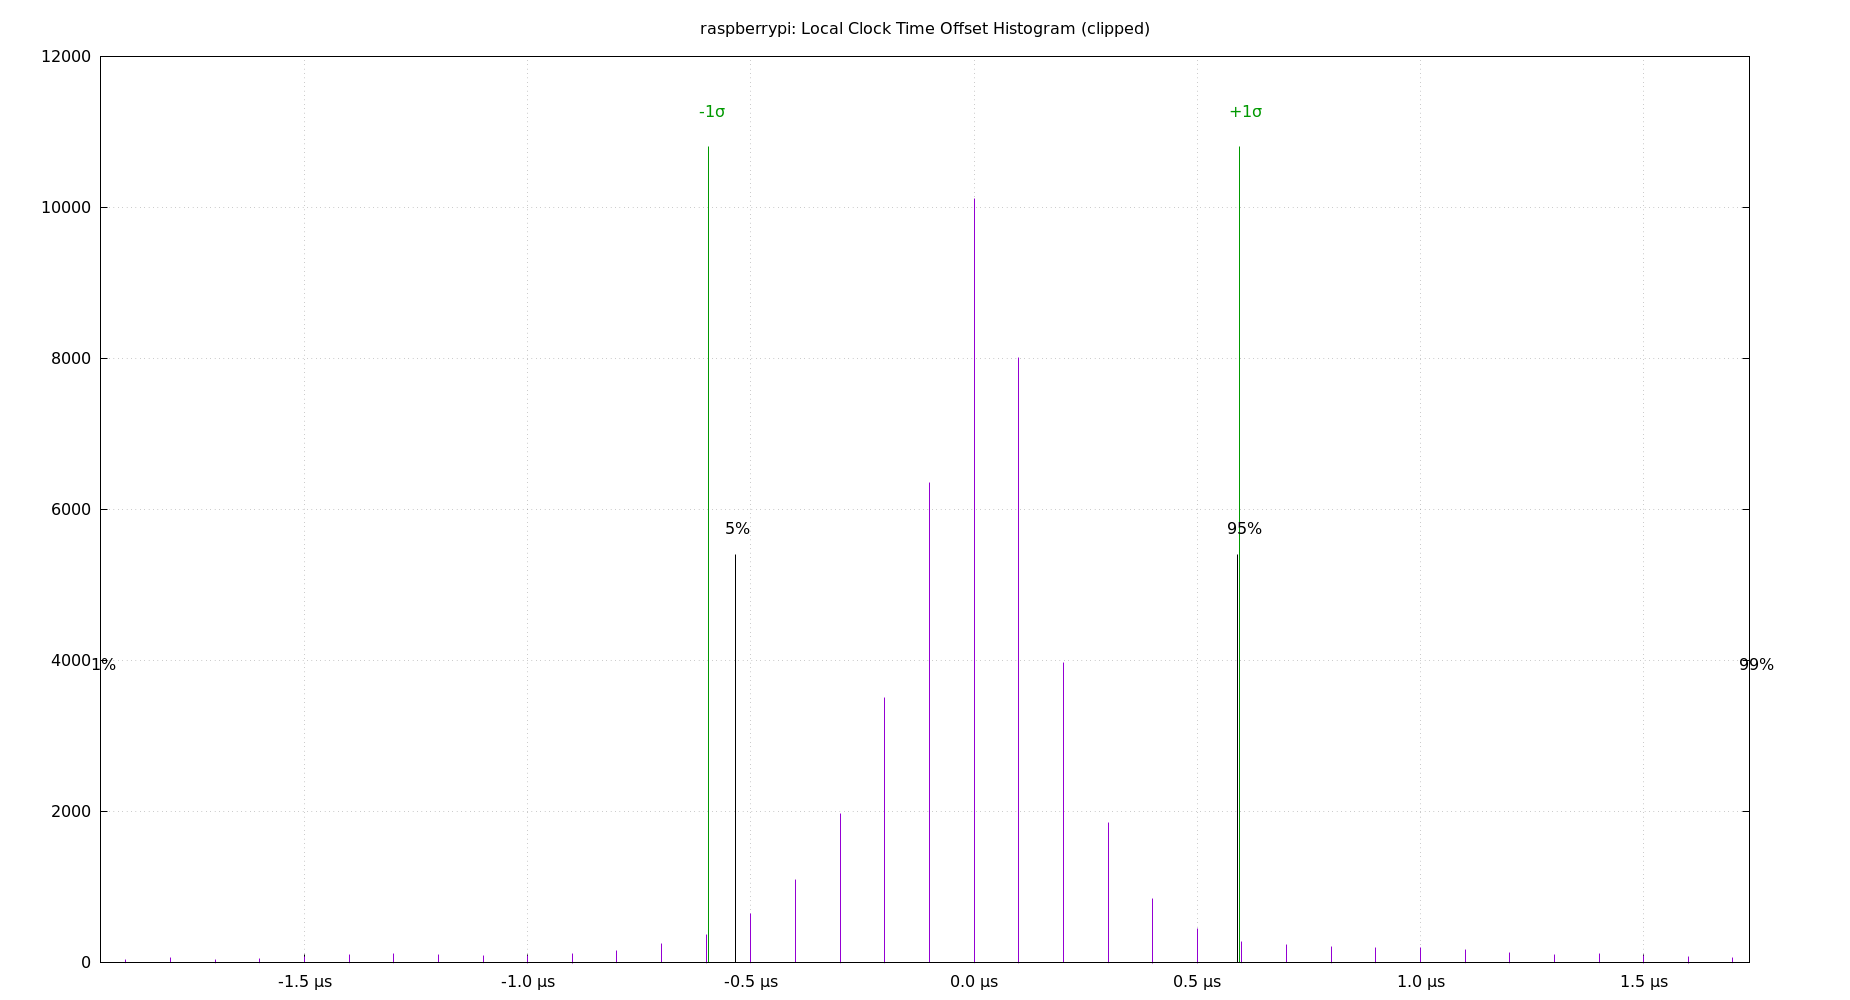 raspberrypi: Local Clock Time Offset Histogram (clipped)
12000
-1σ
+1σ
10000
8000
6000
5%
95%
4000
1%
99%
2000
0
-1.5 µs
-1.0 µs
-0.5 µs
0.0 µs
0.5 µs
1.0 µs
1.5 µs